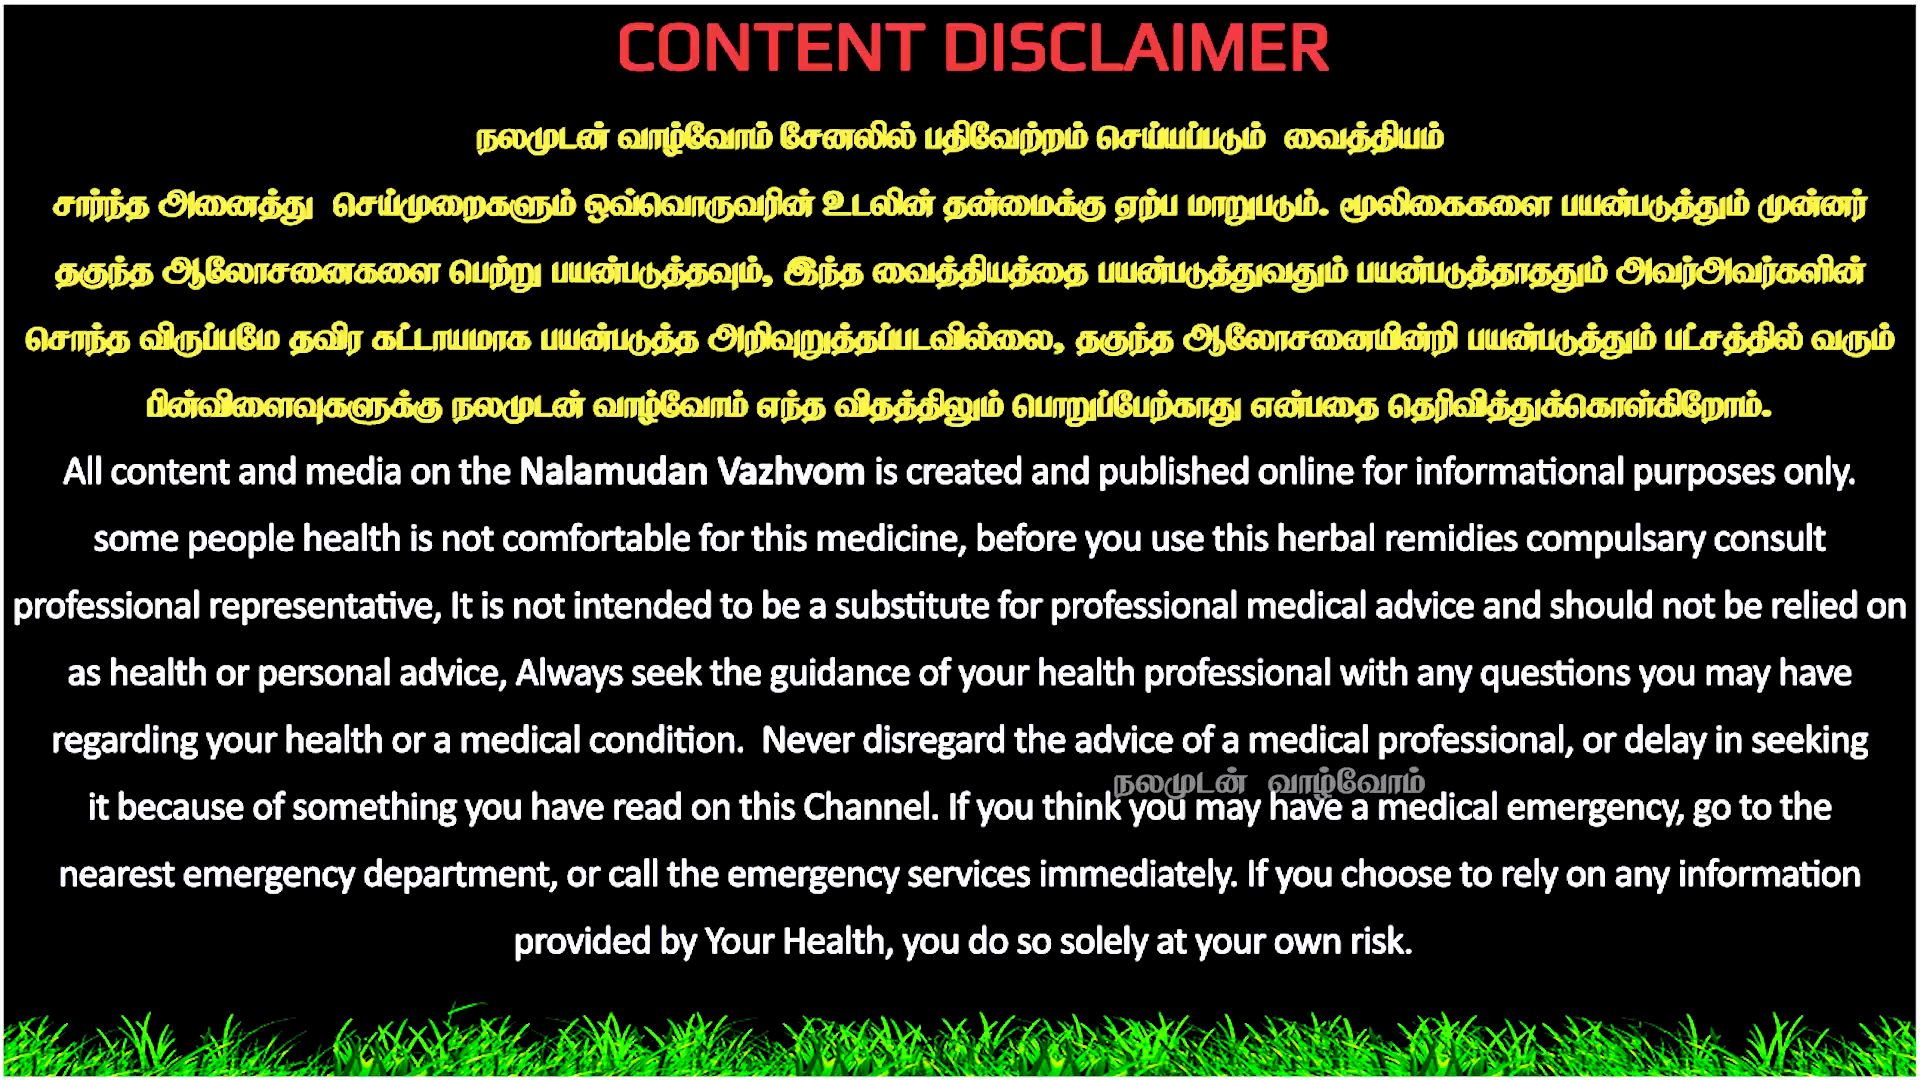 CONTENT DISCLAIMER
நலமுடன் வாழ்வோம் சேனலில் பதிவேற்றம் செய்யப்படும் வைத்தியம்
சார்ந்த அனைத்து செய்முறைகளும் ஒவ்வொருவரின் உடலின் தன்மைக்கு ஏற்ப மாறுபடும். மூலிகைகளை பயன்படுத்தும் முன்னர்
தகுந்த ஆலோசனைகளை பெற்று பயன்படுத்தவும், இந்த வைத்தியத்தை பயன்படுத்துவதும் பயன்படுத்தாததும் அவர்அவர்களின்
சொந்த விருப்பமே தவிர கட்டாயமாக பயன்படுத்த அறிவுறுத்தப்படவில்லை, தகுந்த ஆலோசனையின்றி பயன்படுத்தும் பட்சத்தில் வரும்
பின்விளைவுகளுக்கு நலமுடன் வாழ்வோம் எந்த விதத்திலும் பொறுப்பேற்காது என்பதை தெரிவித்துக்கொள்கிறோம்.
All content and media on the Nalamudan Vazhvom is created and published online for informational purposes only.
some people health is not comfortable for this medicine, before you use this herbal remidies compulsary consult
professional representative, It is not intended to be a substitute for professional medical advice and should not be relied on
as health or personal advice, Always seek the guidance of your health professional with any questions you may have
regarding your health or a medical condition.  Never disregard the advice of a medical professional, or delay in seeking
நலமுடன் வாழ்வோம்
it because of something you have read on this Channel. If you think you may have a medical emergency, go to the
nearest emergency department, or call the emergency services immediately. If you choose to rely on any information
provided by Your Health, you do so solely at your own risk.